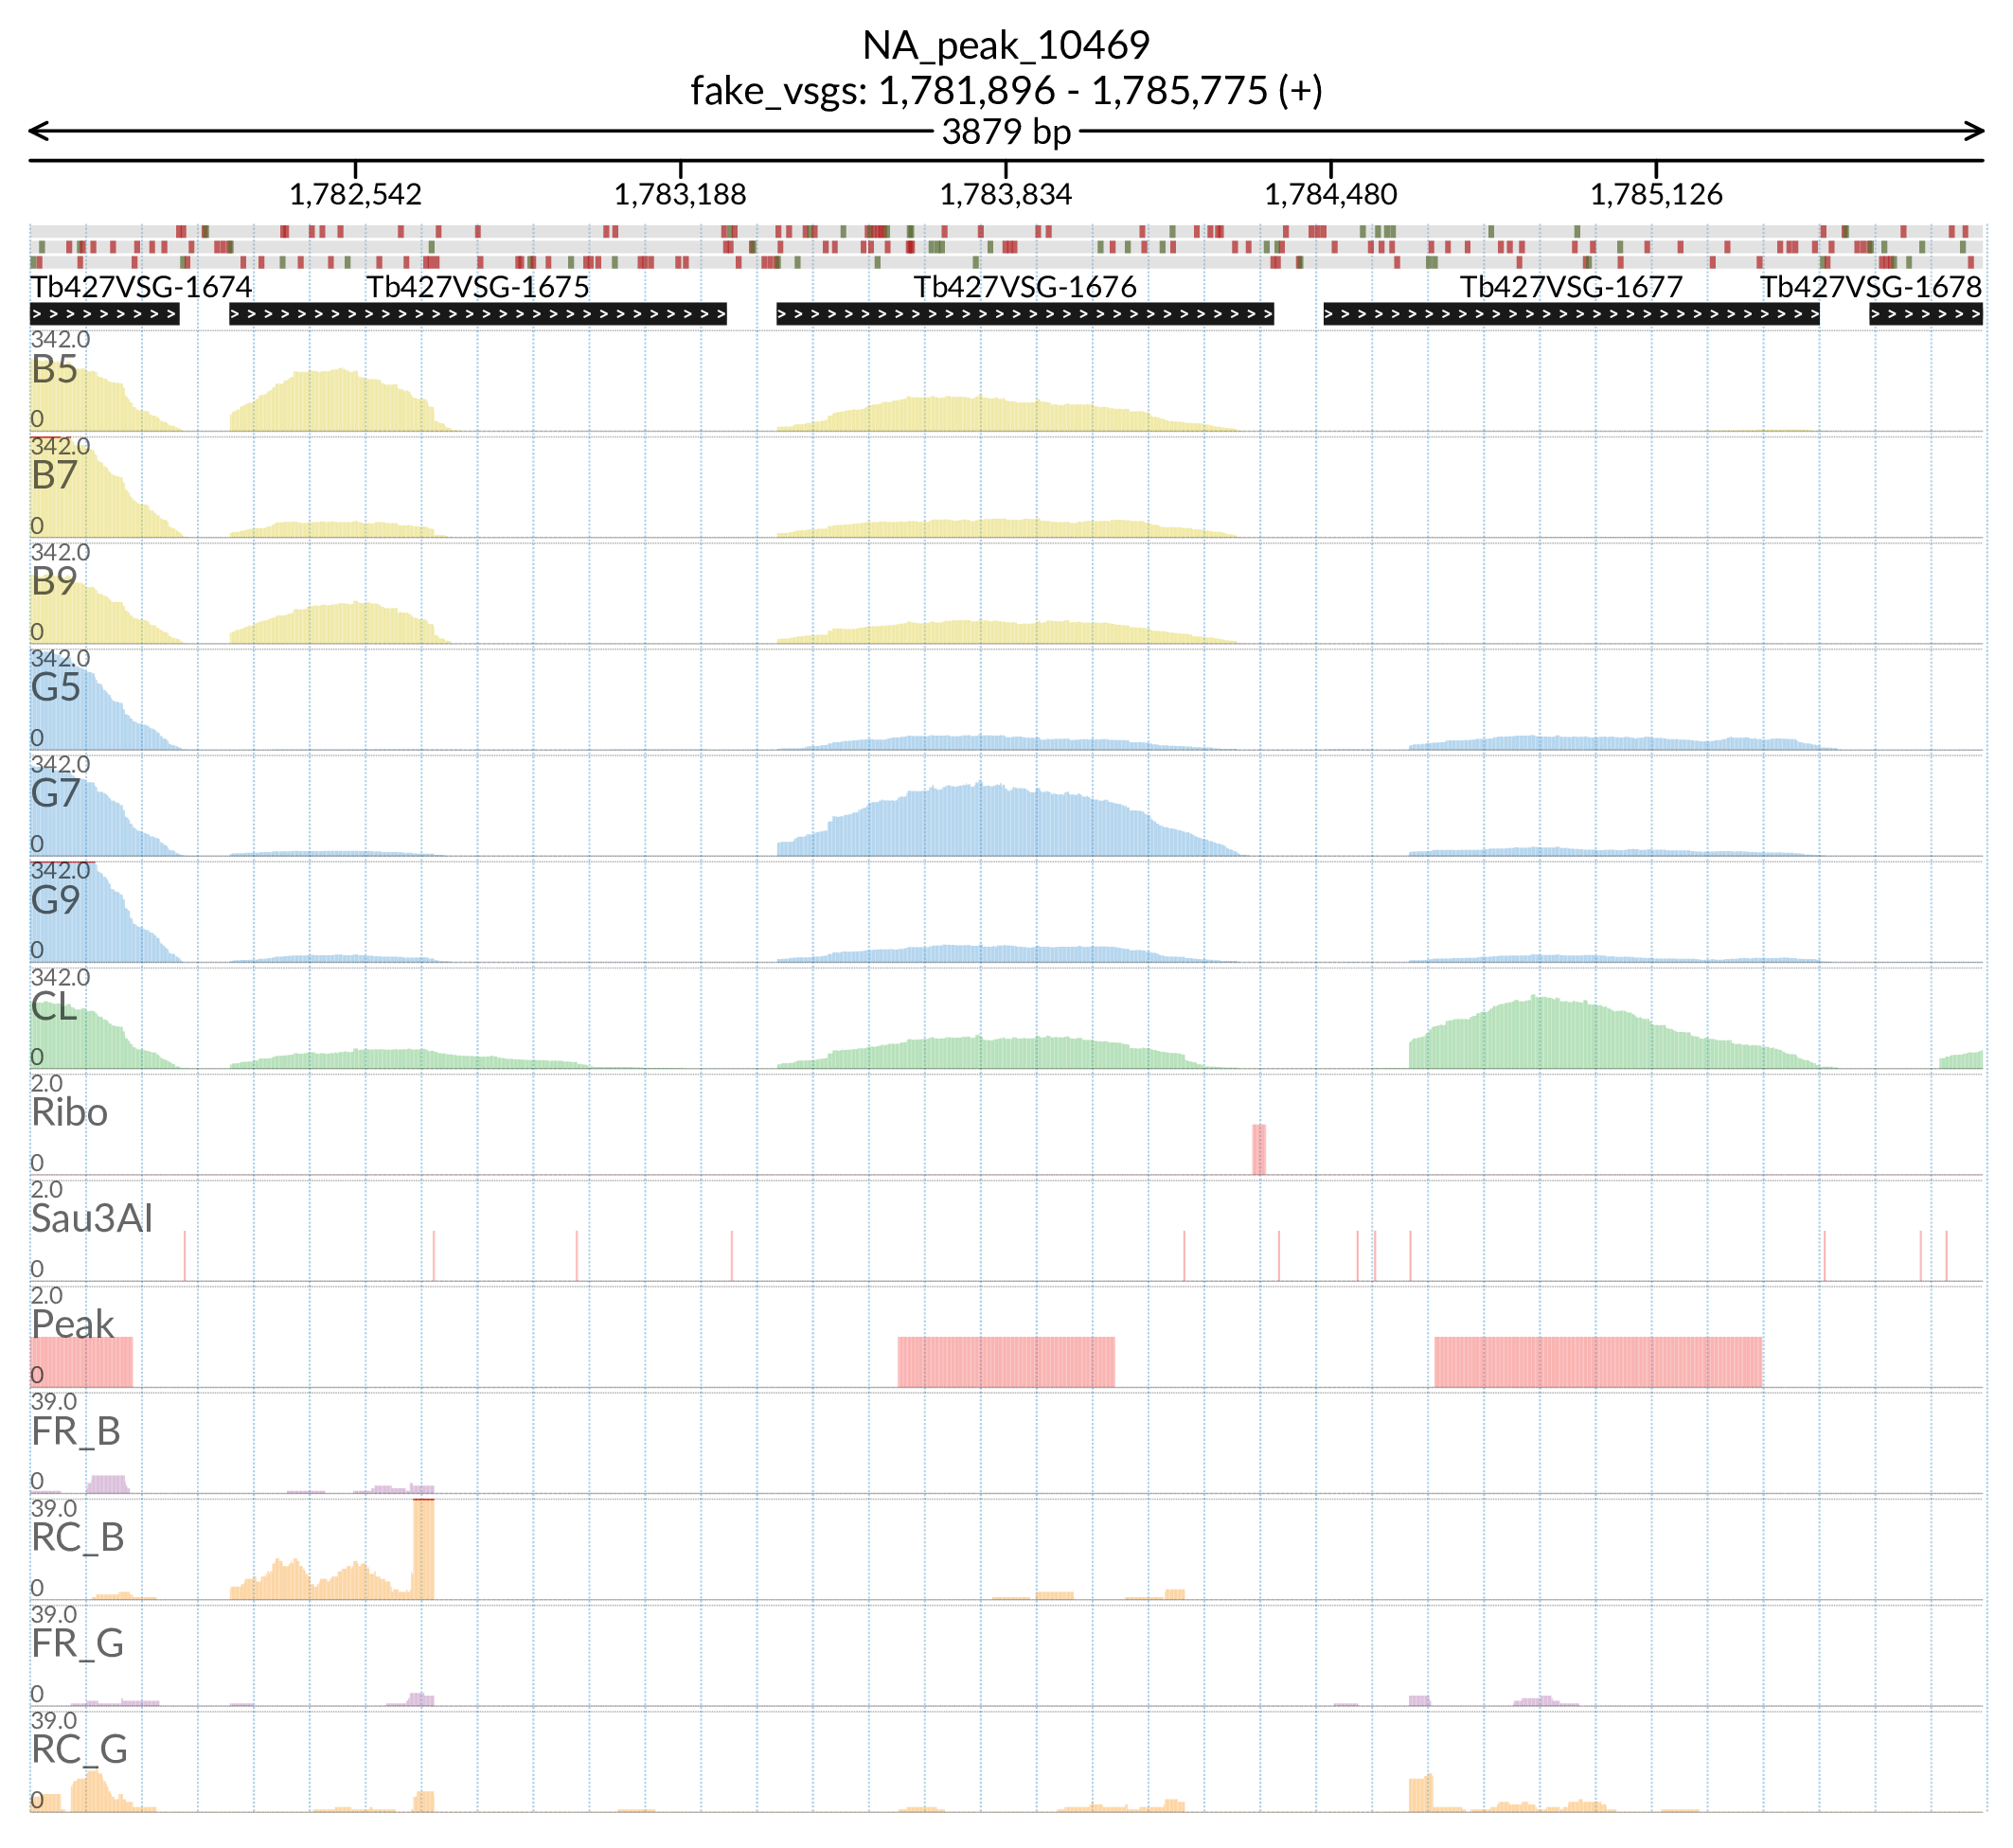 NA_peak_10469
fake_vsgs: 1,781,896 - 1,785,775 (+)
3879 bp
1,782,542 1,783,188 1,783,834 1,784,480 1,785,126
Tb427VSG-1674 Tb427VSG-1675 Tb427VSG-1676 Tb427VSG-1677 Tb427VSG-1678
342.0
B5
0
342.0
B7
0
342.0
B9
0
342.0
G5
0
342.0
G7
0
342.0
G9
0
342.0
CL
0
2.0
Ribo
0
2.0
Sau3AI
0
2.0
Peak
0
39.0
FR_B
0
39.0
RC_B
0
39.0
FR_G
0
39.0
RC_G
0